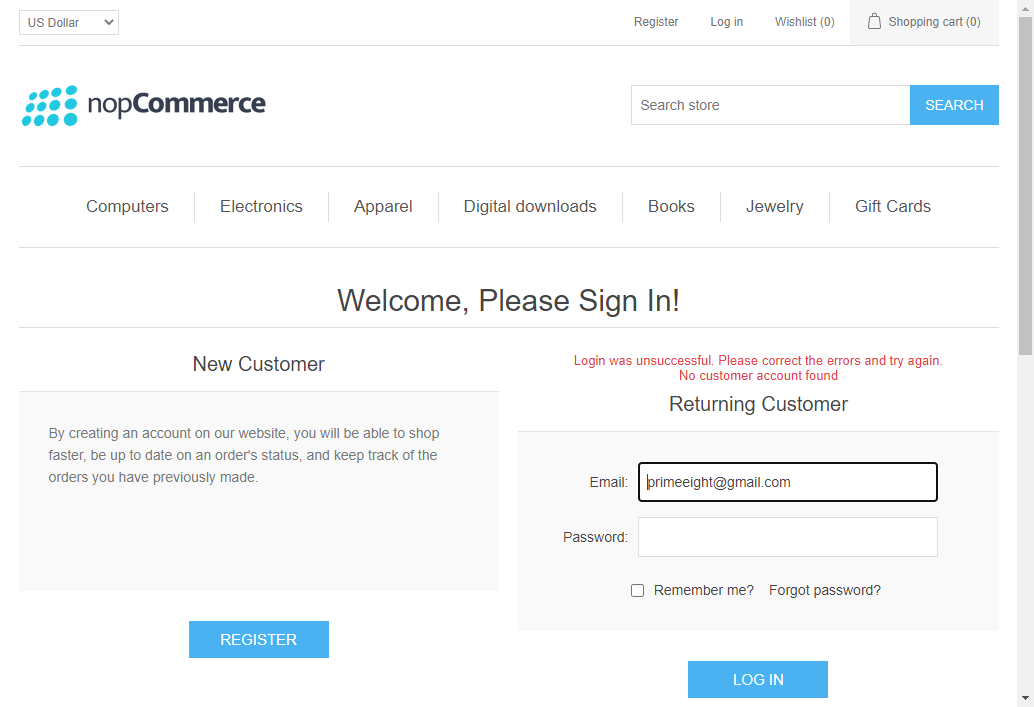 US Dollar
Register
Log in
Wishlist (0)
Shopping cart (0)
nopCommerce
Search store
SEARCH
Computers
Electronics
Apparel
Digital downloads
Books
Jewelry
Gift Cards
Welcome, Please Sign In!
New Customer
By creating an account on our website, you will be able to shop
faster, be up to date on an order's status, and keep track of the
orders you have previously made.
REGISTER
Login was unsuccessful. Please correct the errors and try again.
No customer account found
Returning Customer
Email:
primeeight@gmail.com
Password:
Remember me?
Forgot password?
LOG IN